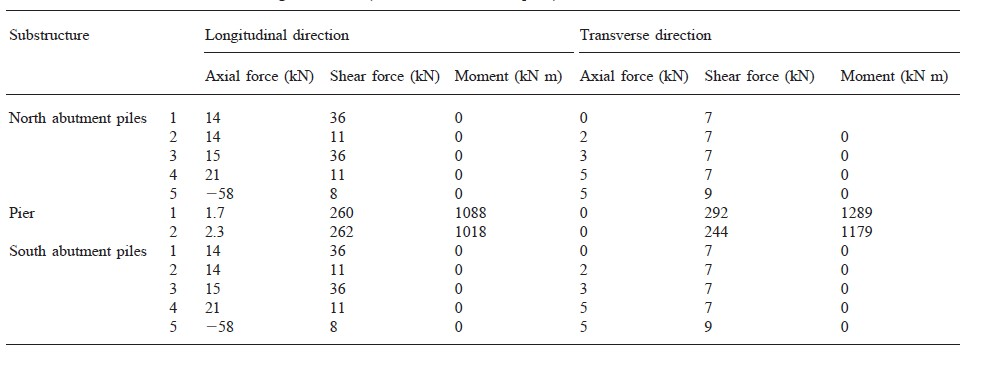 Substructure Longitudinal direction Transverse direction
Axial force (kN) Shear force (kN) Moment (kN m) Axial force (kN) Shear force (kN) Moment (kN m)
North abutment piles 1 14 36 0 0 7
2 14 11 0 2 7 0
3 15 36 0 3 7 0
4 21 11 0 5 7 0
5 −58 8 0 5 9 0
Pier 1 1.7 260 1088 0 292 1289
2 2.3 262 1018 0 244 1179
South abutment piles 1 14 36 0 0 7 0
2 14 11 0 2 7 0
3 15 36 0 3 7 0
4 21 11 0 5 7 0
5 −58 8 0 5 9 0